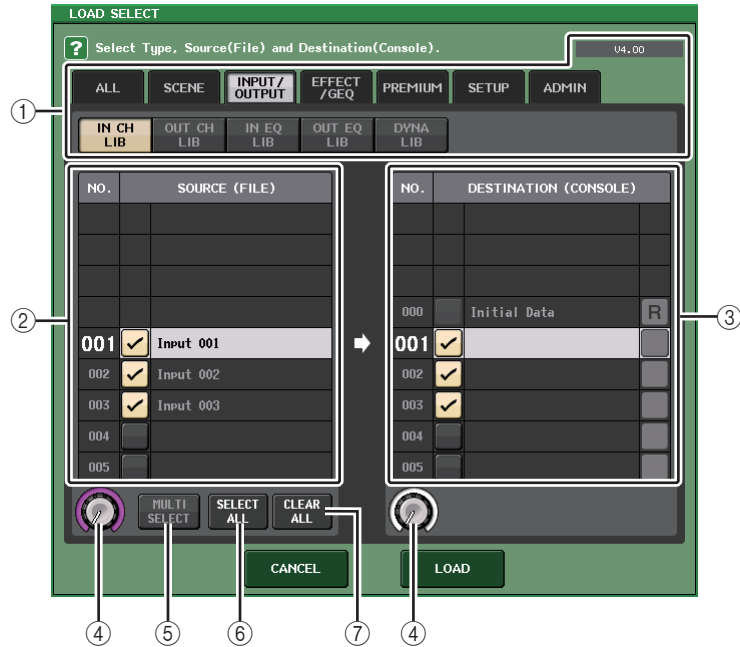 LOAD SELECT
? Select Type, Source(File) and Destination(Console).
V4.00
ALL
SCENE
INPUT/
OUTPUT
EFFECT
/GEQ
PREMIUM
SETUP
ADMIN
①
IN CH
LIB
OUT CH
LIB
IN EQ
LIB
OUT EQ
LIB
DYNA
LIB
NO. SOURCE (FILE)
NO. DESTINATION (CONSOLE)
②
③
000 Initial Data R
001 Input 001
001
002 Input 002
002
003 Input 003
003
004
004
005
005
MULTI
SELECT
SELECT
ALL
CLEAR
ALL
CANCEL
LOAD
④ ⑤ ⑥ ⑦ ④